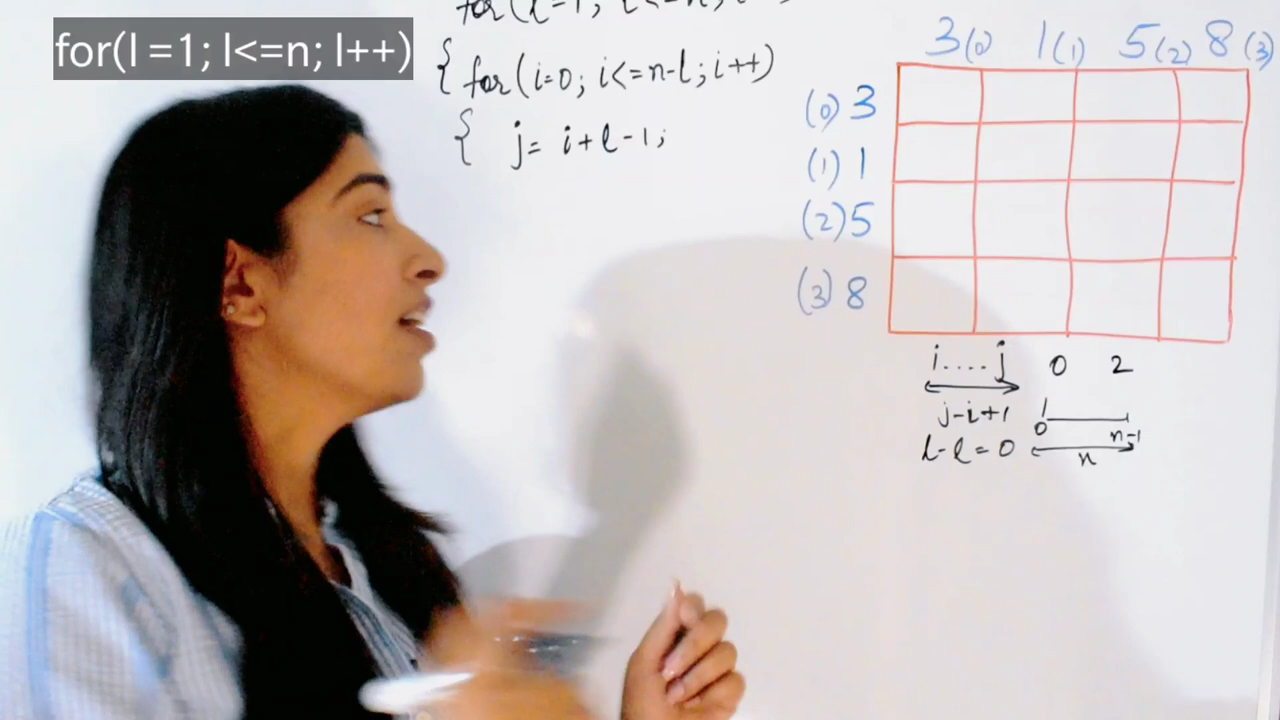 for(l =1; l<=n; l++)
{ for(i=0; i<=n-l; i++)
{ j= i+l-1;
3(0) 1(1) 5(2) 8(3)
(0) 3
(1) 1
(2) 5
(3) 8
i....j 0 2
j-i+1
0 n-1
l-l=0 n